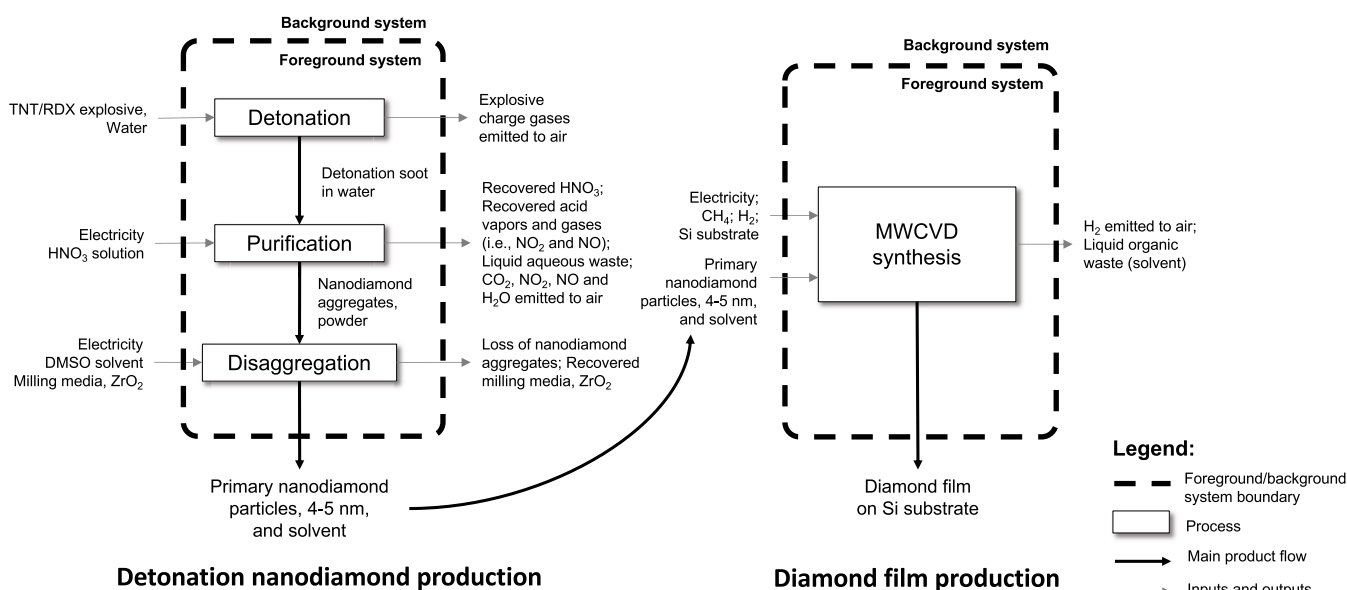 Background system
Foreground system
TNT/RDX explosive,
Water
Detonation
Explosive
charge gases
emitted to air
Detonation soot
in water
Electricity
HNO3 solution
Purification
Recovered HNO3;
Recovered acid
vapors and gases
(i.e., NO2 and NO);
Liquid aqueous waste;
CO2, NO2, NO and
H2O emitted to air
Nanodiamond
aggregates,
powder
Electricity
DMSO solvent
Milling media, ZrO2
Disaggregation
Loss of nanodiamond
aggregates; Recovered
milling media, ZrO2
Primary nanodiamond
particles, 4-5 nm,
and solvent
Detonation nanodiamond production
Background system
Foreground system
Electricity;
CH4; H2;
Si substrate
Primary
nanodiamond
particles, 4-5 nm,
and solvent
MWCVD
synthesis
H2 emitted to air;
Liquid organic
waste (solvent)
Diamond film
on Si substrate
Diamond film production
Legend:
Foreground/background
system boundary
Process
Main product flow
Inputs and outputs